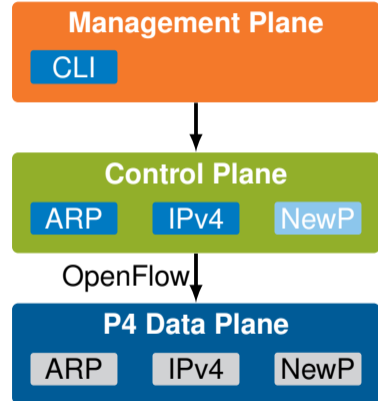 Management Plane
CLI
Control Plane
ARP IPv4 NewP
OpenFlow
P4 Data Plane
ARP IPv4 NewP